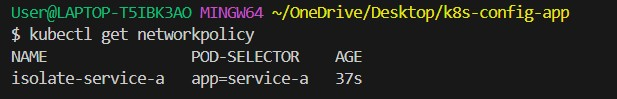 User@LAPTOP-T5IBK3AO MINGW64 ~/OneDrive/Desktop/k8s-config-app
$ kubectl get networkpolicy
NAME                POD-SELECTOR    AGE
isolate-service-a   app=service-a   37s